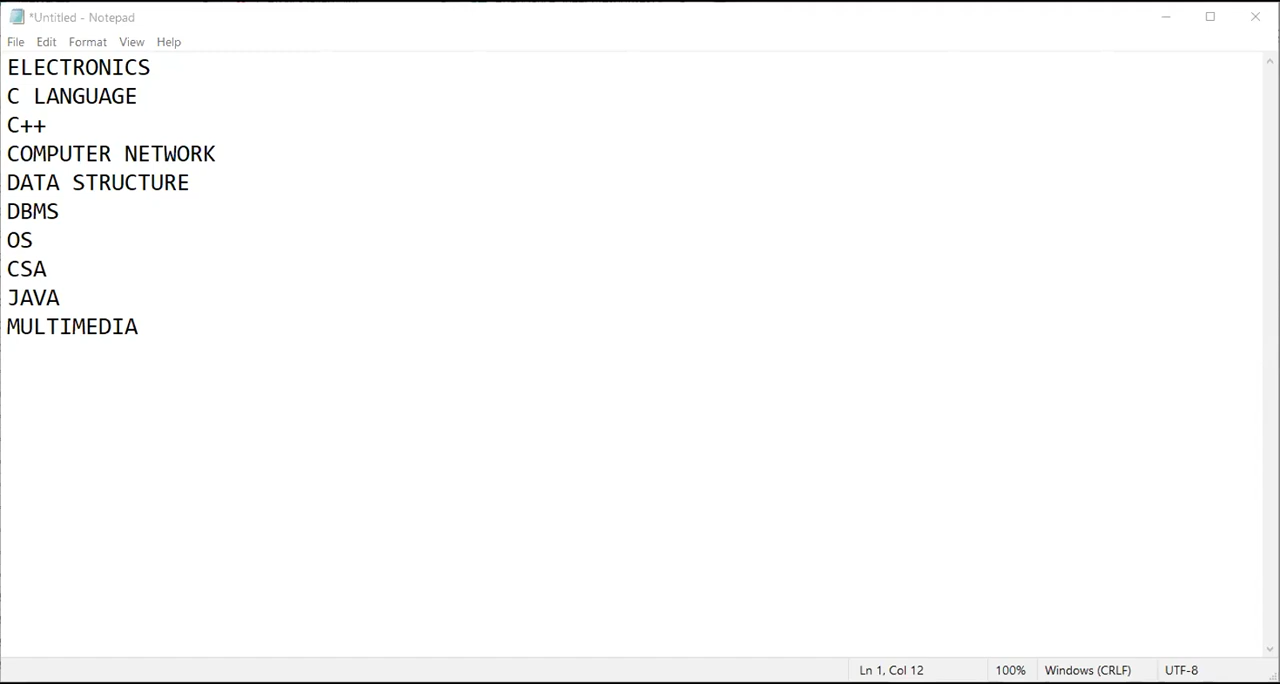 *Untitled - Notepad
File Edit Format View Help
ELECTRONICS
C LANGUAGE
C++
COMPUTER NETWORK
DATA STRUCTURE
DBMS
OS
CSA
JAVA
MULTIMEDIA
Ln 1, Col 12 100% Windows (CRLF) UTF-8